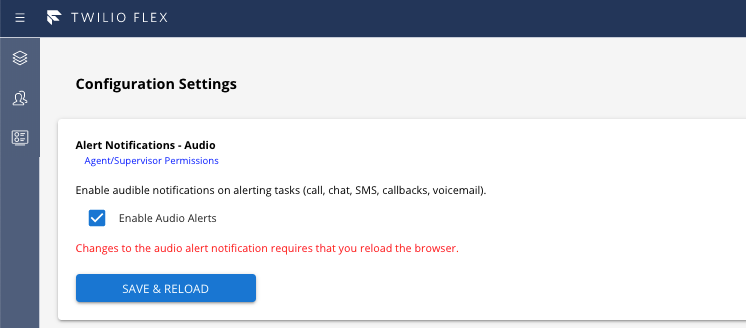 TWILIO FLEX
Configuration Settings
Alert Notifications - Audio
Agent/Supervisor Permissions
Enable audible notifications on alerting tasks (call, chat, SMS, callbacks, voicemail).
Enable Audio Alerts
Changes to the audio alert notification requires that you reload the browser.
SAVE & RELOAD